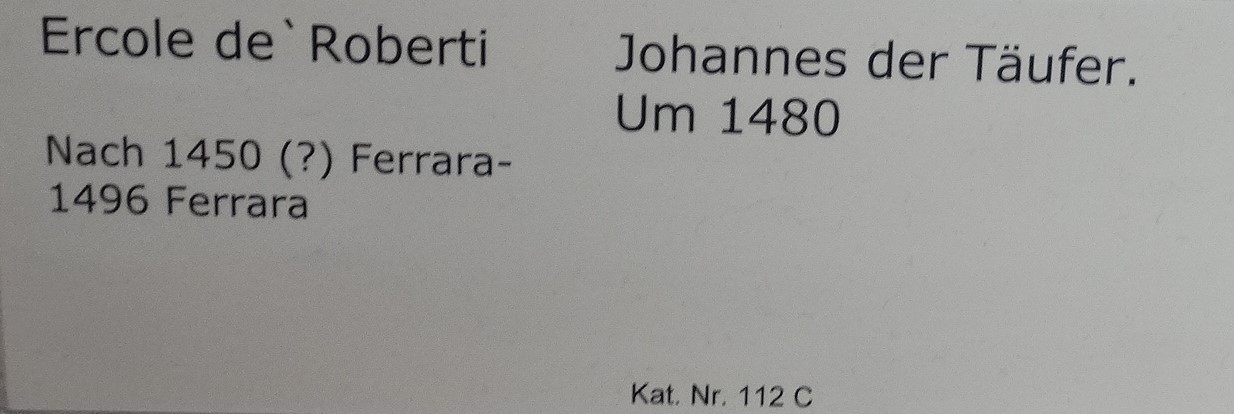 Ercole de` Roberti
Nach 1450 (?) Ferrara-
1496 Ferrara
Johannes der Täufer.
Um 1480
Kat. Nr. 112 C